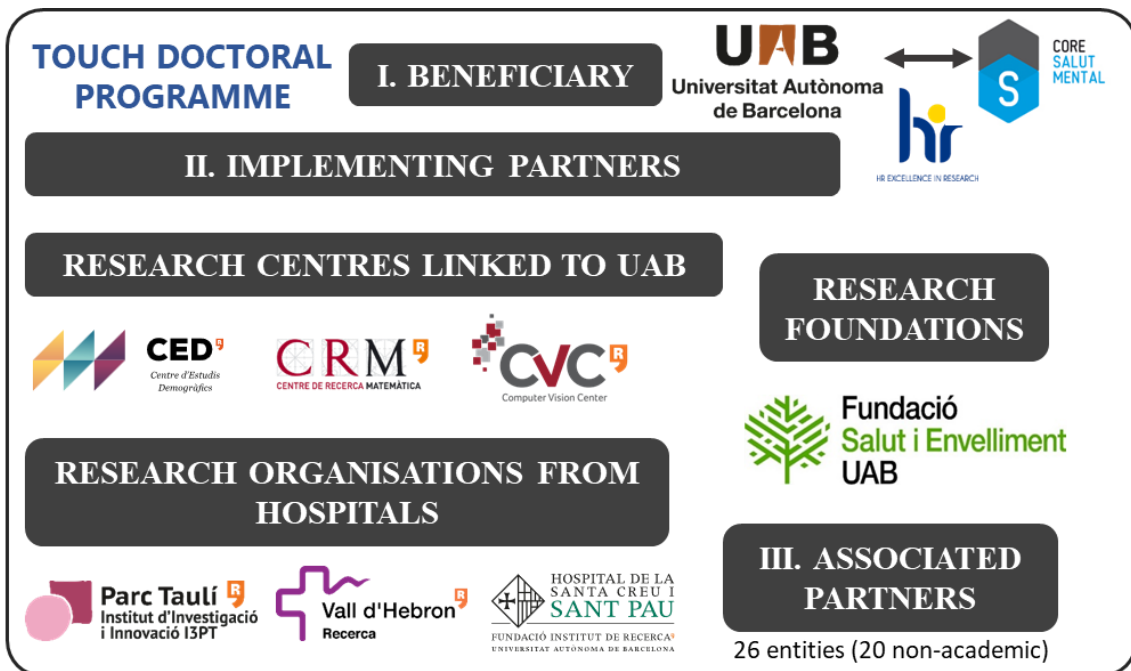 TOUCH DOCTORAL
PROGRAMME
I. BENEFICIARY
UAB
Universitat Autònoma
de Barcelona
S
CORE
SALUT
MENTAL
hr
HR EXCELLENCE IN RESEARCH
II. IMPLEMENTING PARTNERS
RESEARCH CENTRES LINKED TO UAB
CED R
Centre d'Estudis
Demogràfics
CRM R
CENTRE DE RECERCA MATEMÀTICA
CVC R
Computer Vision Center
RESEARCH
FOUNDATIONS
Fundació
Salut i Envelliment
UAB
RESEARCH ORGANISATIONS FROM
HOSPITALS
Parc Taulí R
Institut d'Investigació
i Innovació I3PT
Vall d'Hebron R
Recerca
HOSPITAL DE LA
SANTA CREU I
SANT PAU
FUNDACIÓ INSTITUT DE RECERCA R
UNIVERSITAT AUTÒNOMA DE BARCELONA
III. ASSOCIATED
PARTNERS
26 entities (20 non-academic)